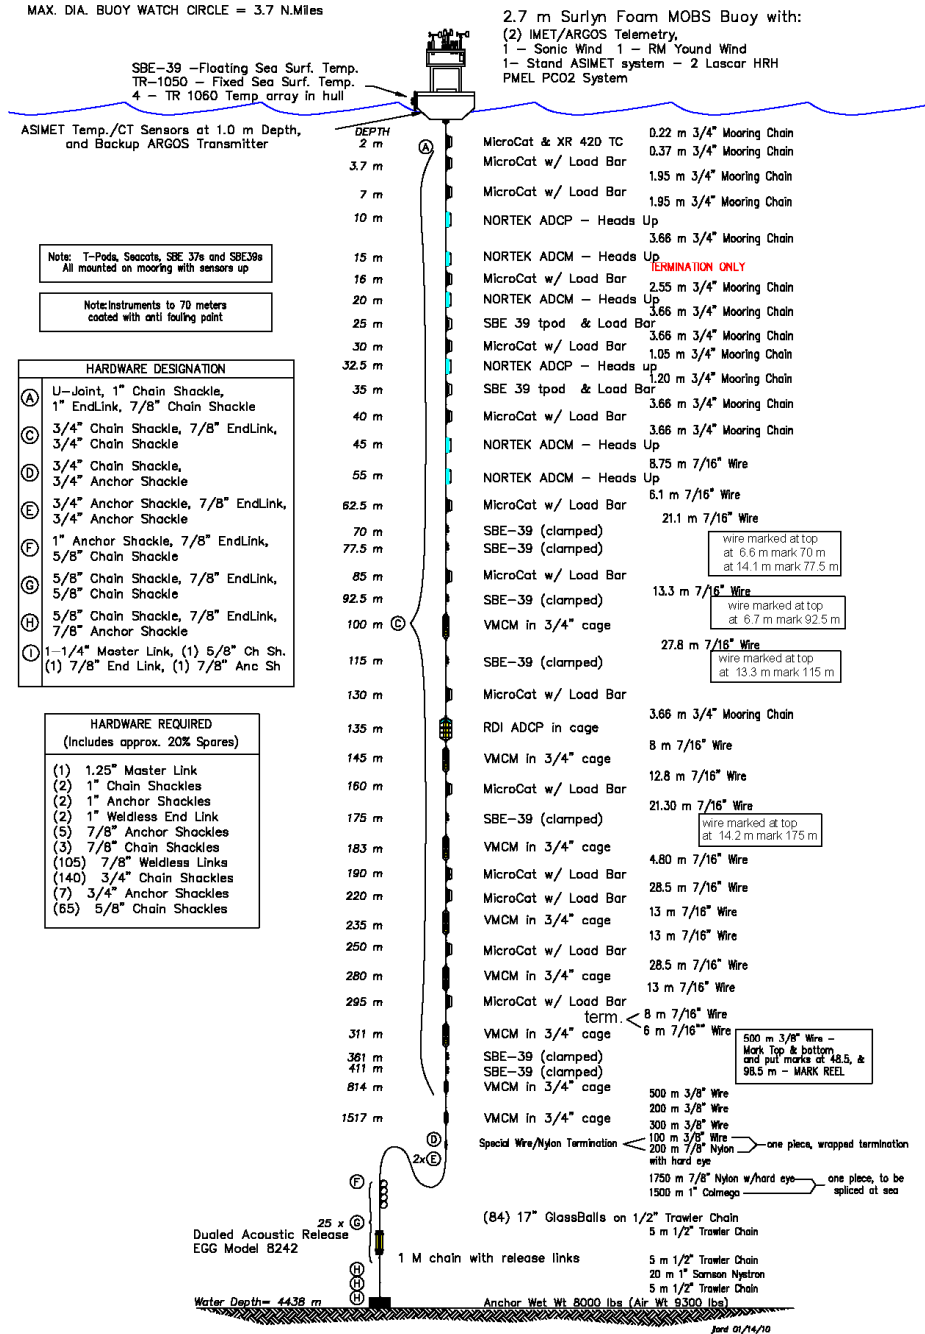 MAX. DIA. BUOY WATCH CIRCLE = 3.7 N.Miles
2.7 m Surlyn Foam MOBS Buoy with:
(2) IMET/ARGOS Telemetry,
1 - Sonic Wind 1 - RM Yound Wind
1- Stand ASIMET system - 2 Lascar HRH
PMEL PCO2 System
SBE-39 -Floating Sea Surf. Temp.
TR-1050 - Fixed Sea Surf. Temp.
4 - TR 1060 Temp array in hull
ASIMET Temp./CT Sensors at 1.0 m Depth,
and Backup ARGOS Transmitter
Note: T-Pods, Seacats, SBE 37s and SBE39s
All mounted on mooring with sensors up
Note:Instruments to 70 meters
coated with anti fouling paint
HARDWARE DESIGNATION
A U-Joint, 1" Chain Shackle,
1" EndLink, 7/8" Chain Shackle
C 3/4" Chain Shackle, 7/8" EndLink,
3/4" Chain Shackle
D 3/4" Chain Shackle,
3/4" Anchor Shackle
E 3/4" Anchor Shackle, 7/8" EndLink,
3/4" Anchor Shackle
F 1" Anchor Shackle, 7/8" EndLink,
5/8" Chain Shackle
G 5/8" Chain Shackle, 7/8" EndLink,
5/8" Chain Shackle
H 5/8" Chain Shackle, 7/8" EndLink,
7/8" Anchor Shackle
I 1-1/4" Master Link, (1) 5/8" Ch Sh.
(1) 7/8" End Link, (1) 7/8" Anc Sh
HARDWARE REQUIRED
(Includes approx. 20% Spares)
(1) 1.25" Master Link
(2) 1" Chain Shackles
(2) 1" Anchor Shackles
(2) 1" Weldless End Link
(5) 7/8" Anchor Shackles
(3) 7/8" Chain Shackles
(105) 7/8" Weldless Links
(140) 3/4" Chain Shackles
(7) 3/4" Anchor Shackles
(65) 5/8" Chain Shackles
DEPTH
2 m A MicroCat & XR 420 TC
3.7 m MicroCat w/ Load Bar
7 m MicroCat w/ Load Bar
10 m NORTEK ADCP - Heads Up
15 m NORTEK ADCM - Heads Up
16 m MicroCat w/ Load Bar
20 m NORTEK ADCM - Heads Up
25 m SBE 39 tpod & Load Bar
30 m MicroCat w/ Load Bar
32.5 m NORTEK ADCP - Heads up
35 m SBE 39 tpod & Load Bar
40 m MicroCat w/ Load Bar
45 m NORTEK ADCM - Heads Up
55 m NORTEK ADCM - Heads Up
62.5 m MicroCat w/ Load Bar
70 m SBE-39 (clamped)
77.5 m SBE-39 (clamped)
85 m MicroCat w/ Load Bar
92.5 m SBE-39 (clamped)
100 m C VMCM in 3/4" cage
115 m SBE-39 (clamped)
130 m MicroCat w/ Load Bar
135 m RDI ADCP in cage
145 m VMCM in 3/4" cage
160 m MicroCat w/ Load Bar
175 m SBE-39 (clamped)
183 m VMCM in 3/4" cage
190 m MicroCat w/ Load Bar
220 m MicroCat w/ Load Bar
235 m VMCM in 3/4" cage
250 m MicroCat w/ Load Bar
280 m VMCM in 3/4" cage
295 m MicroCat w/ Load Bar
311 m VMCM in 3/4" cage
361 m SBE-39 (clamped)
411 m SBE-39 (clamped)
814 m VMCM in 3/4" cage
1517 m VMCM in 3/4" cage
0.22 m 3/4" Mooring Chain
0.37 m 3/4" Mooring Chain
1.95 m 3/4" Mooring Chain
1.95 m 3/4" Mooring Chain
3.66 m 3/4" Mooring Chain
TERMINATION ONLY
2.55 m 3/4" Mooring Chain
3.66 m 3/4" Mooring Chain
3.66 m 3/4" Mooring Chain
1.05 m 3/4" Mooring Chain
1.20 m 3/4" Mooring Chain
3.66 m 3/4" Mooring Chain
3.66 m 3/4" Mooring Chain
8.75 m 7/16" Wire
6.1 m 7/16" Wire
21.1 m 7/16" Wire
wire marked at top
at 6.6 m mark 70 m
at 14.1 m mark 77.5 m
13.3 m 7/16" Wire
wire marked at top
at 6.7 m mark 92.5 m
27.8 m 7/16" Wire
wire marked at top
at 13.3 m mark 115 m
3.66 m 3/4" Mooring Chain
8 m 7/16" Wire
12.8 m 7/16" Wire
21.30 m 7/16" Wire
wire marked at top
at 14.2 m mark 175 m
4.80 m 7/16" Wire
28.5 m 7/16" Wire
13 m 7/16" Wire
13 m 7/16" Wire
28.5 m 7/16" Wire
13 m 7/16" Wire
term.
8 m 7/16" Wire
6 m 7/16"" Wire
500 m 3/8" Wire -
Mark Top & bottom
and put marks at 48.5, &
98.5 m - MARK REEL
500 m 3/8" Wire
200 m 3/8" Wire
300 m 3/8" Wire
D Special Wire/Nylon Termination
100 m 3/8" Wire
200 m 7/8" Nylon
with hard eye
one piece, wrapped termination
2x E
1750 m 7/8" Nylon w/hard eye
1500 m 1" Colmega
one piece, to be
spliced at sea
F
25 x G
(84) 17" GlassBalls on 1/2" Trawler Chain
5 m 1/2" Trawler Chain
Dualed Acoustic Release
EGG Model 8242
1 M chain with release links
5 m 1/2" Trawler Chain
20 m 1" Samson Nystron
5 m 1/2" Trawler Chain
H
H
H
Water Depth= 4438 m
Anchor Wet Wt 8000 lbs (Air Wt 9300 lbs)
jord 01/14/10